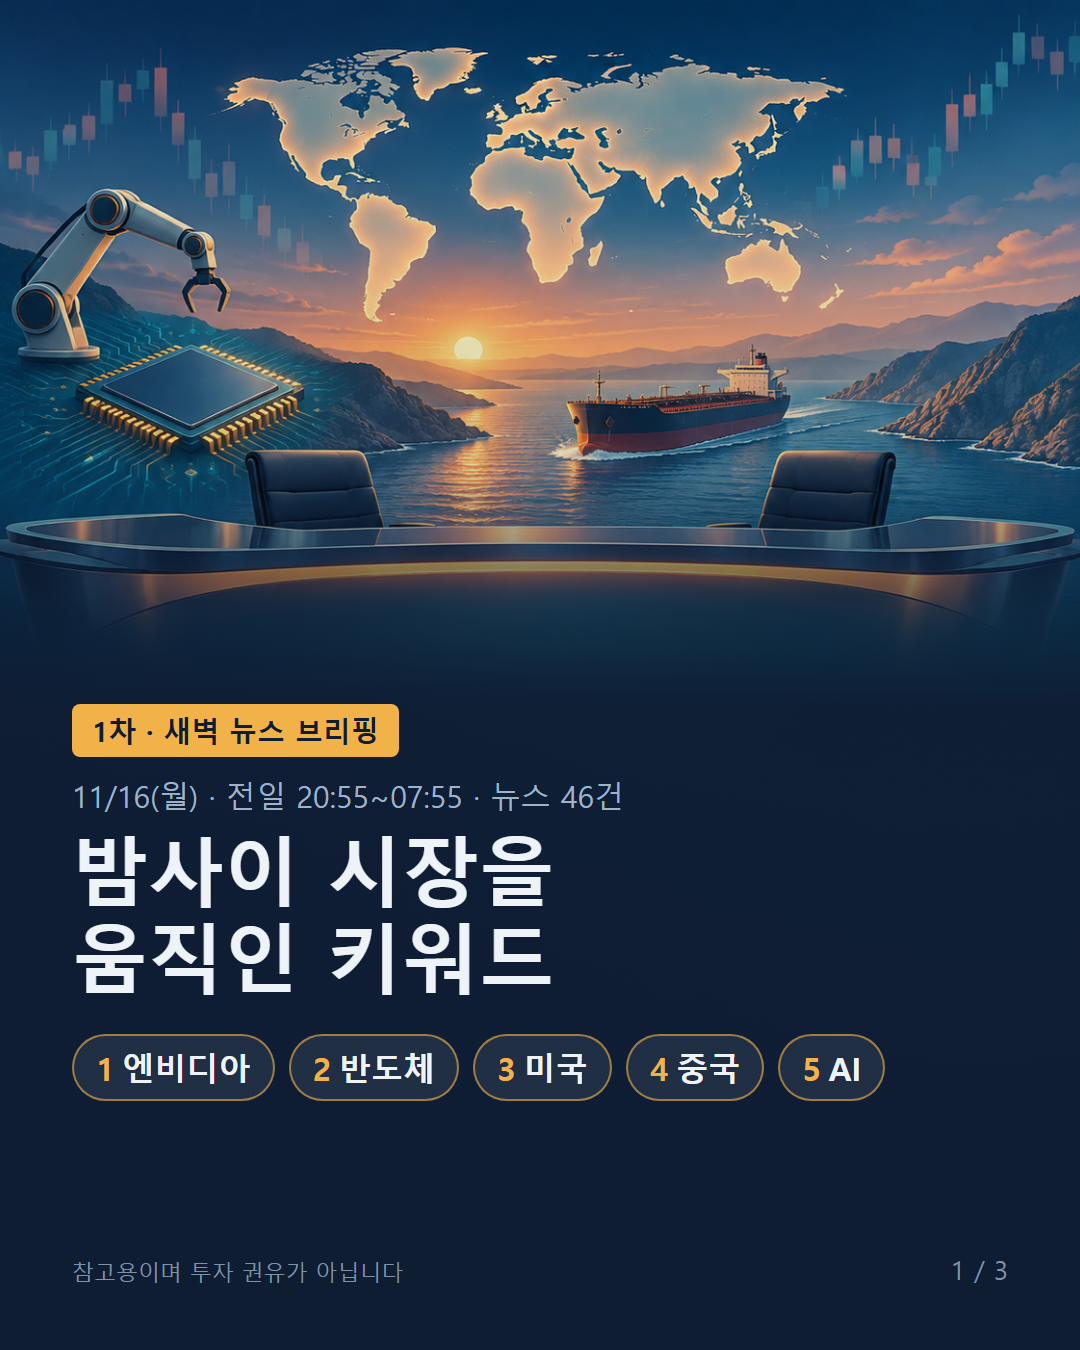 1차 · 새벽 뉴스 브리핑
11/16(월) · 전일 20:55~07:55 · 뉴스 46건
밤사이 시장을
움직인 키워드
1 엔비디아 2 반도체 3 미국 4 중국 5 AI
참고용이며 투자 권유가 아닙니다
1 / 3